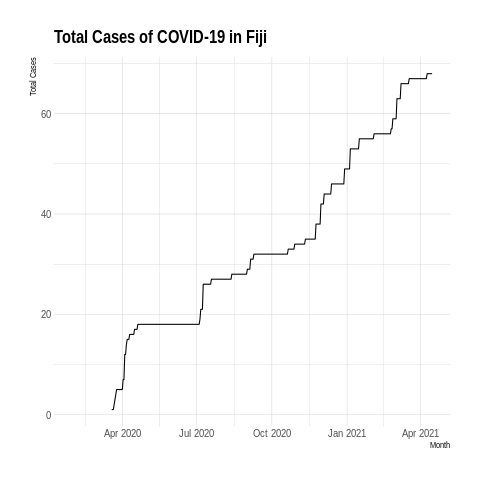 Total Cases of COVID-19 in Fiji
Total Cases
60
40
20
0
Apr 2020 Jul 2020 Oct 2020 Jan 2021 Apr 2021
Month